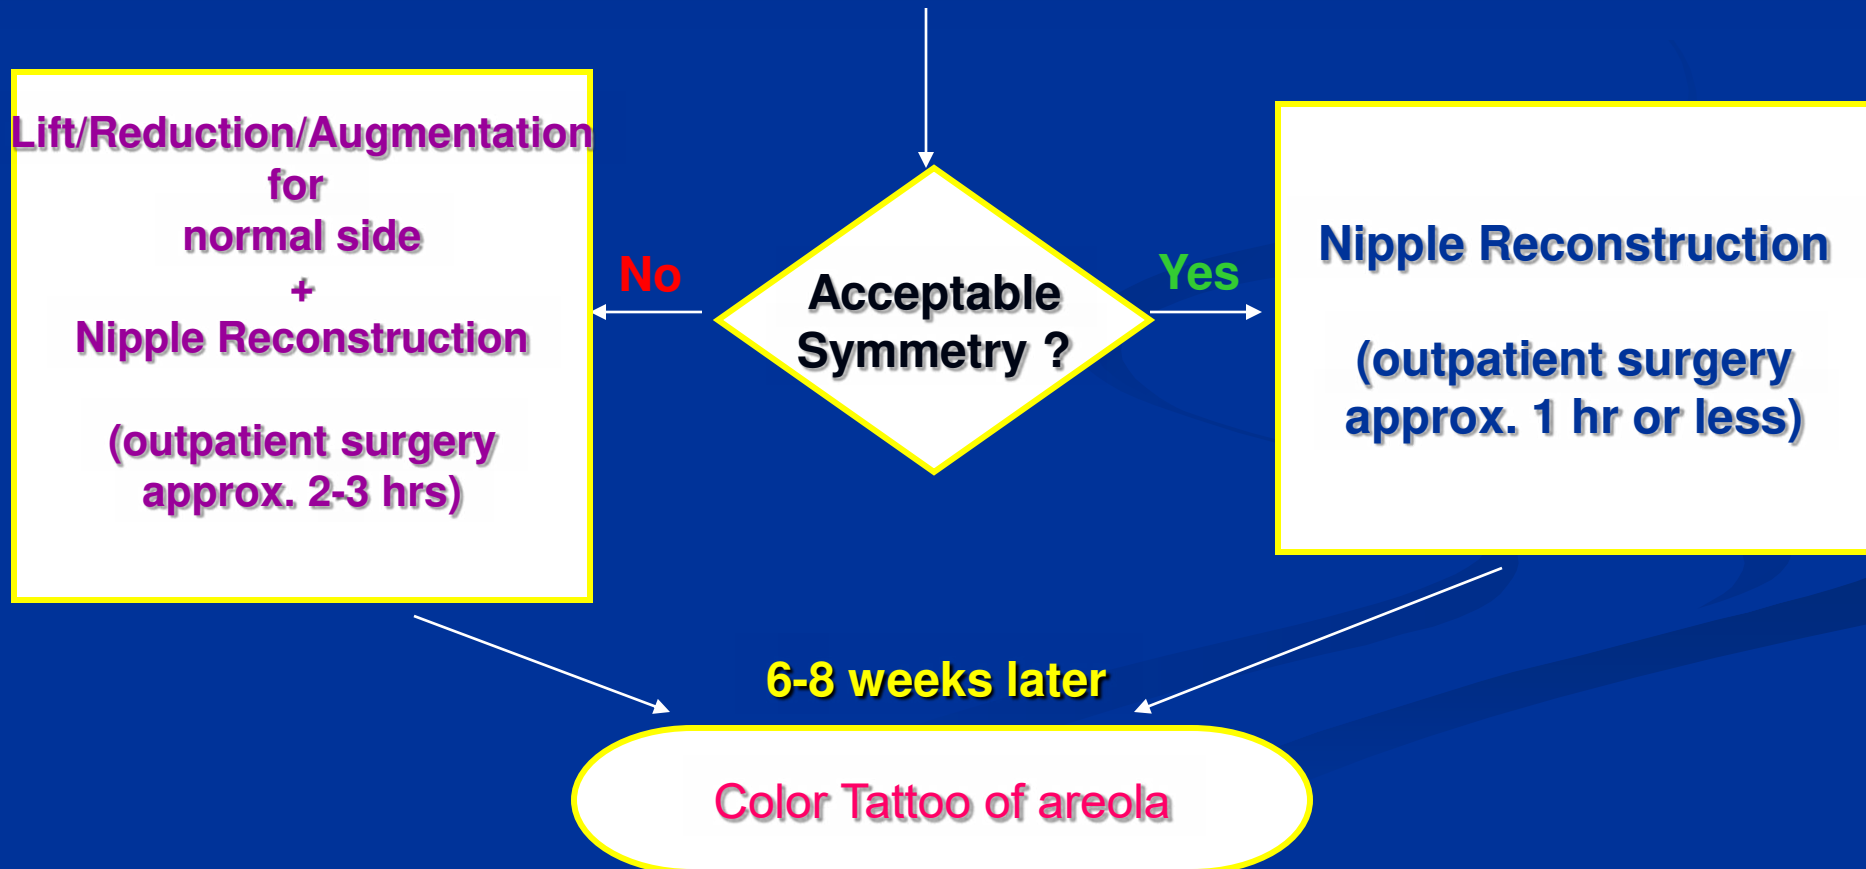 Lift/Reduction/Augmentation
for
normal side
+
Nipple Reconstruction
(outpatient surgery
approx. 2-3 hrs)
No
Acceptable
Symmetry ?
Yes
Nipple Reconstruction
(outpatient surgery
approx. 1 hr or less)
6-8 weeks later
Color Tattoo of areola